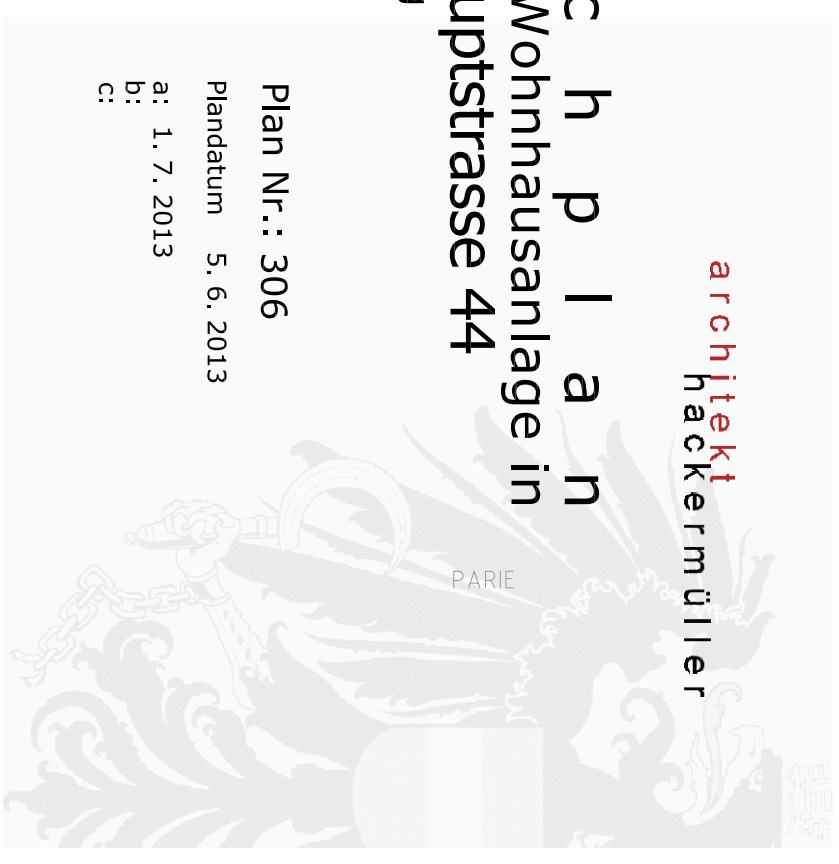 architekt
hackermüller
c h p l a n
Wohnhausanlage in
uptstrasse 44
PARIE
Plan Nr.: 306
Plandatum 5. 6. 2013
a: 1. 7. 2013
b:
c: